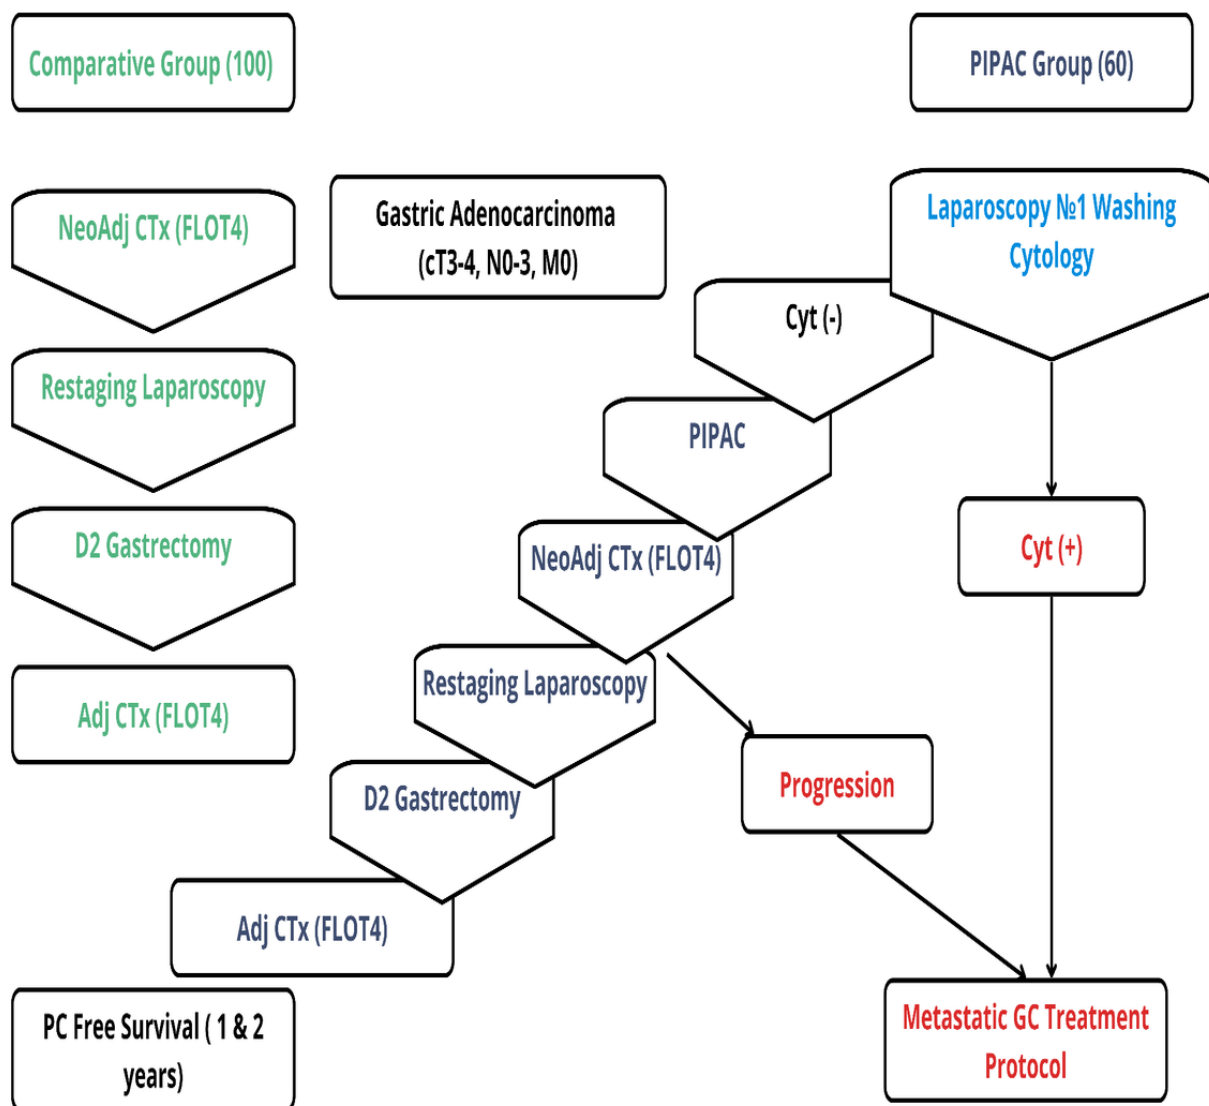 Comparative Group (100)
PIPAC Group (60)
NeoAdj CTx (FLOT4)
Gastric Adenocarcinoma
(cT3-4, N0-3, M0)
Laparoscopy №1 Washing
Cytology
Cyt (-)
Restaging Laparoscopy
PIPAC
D2 Gastrectomy
NeoAdj CTx (FLOT4)
Cyt (+)
Adj CTx (FLOT4)
Restaging Laparoscopy
D2 Gastrectomy
Progression
Adj CTx (FLOT4)
PC Free Survival ( 1 & 2
years)
Metastatic GC Treatment
Protocol